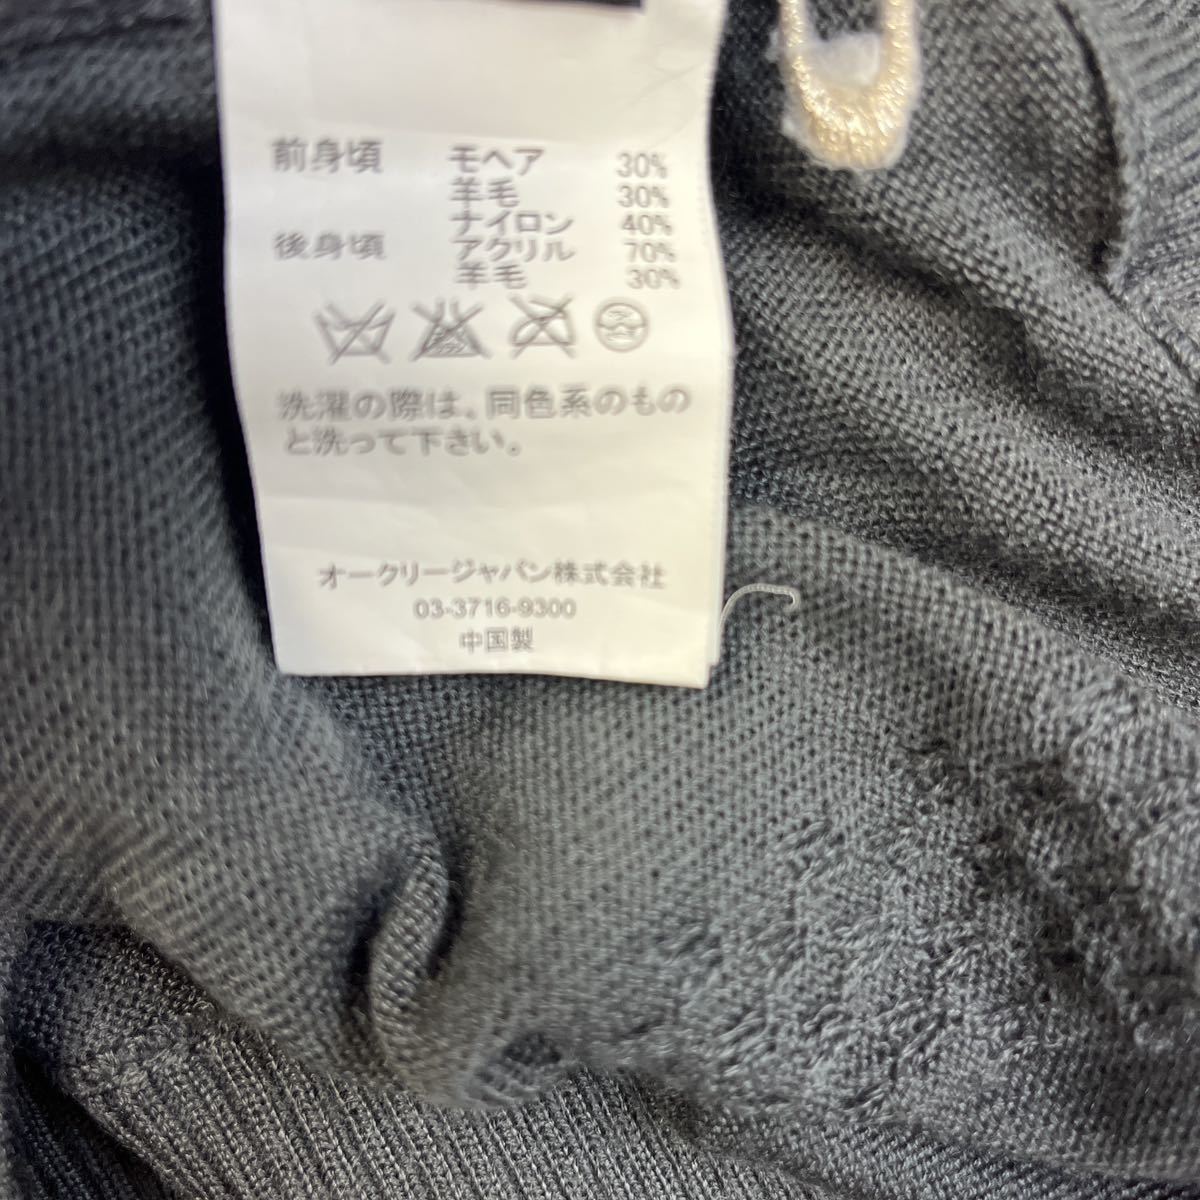 前身頃 モヘア 30%
羊毛 30%
ナイロン 40%
後身頃 アクリル 70%
羊毛 30%
洗濯の際は、同色系のもの
と洗って下さい。
オークリージャパン株式会社
03-3716-9300
中国製